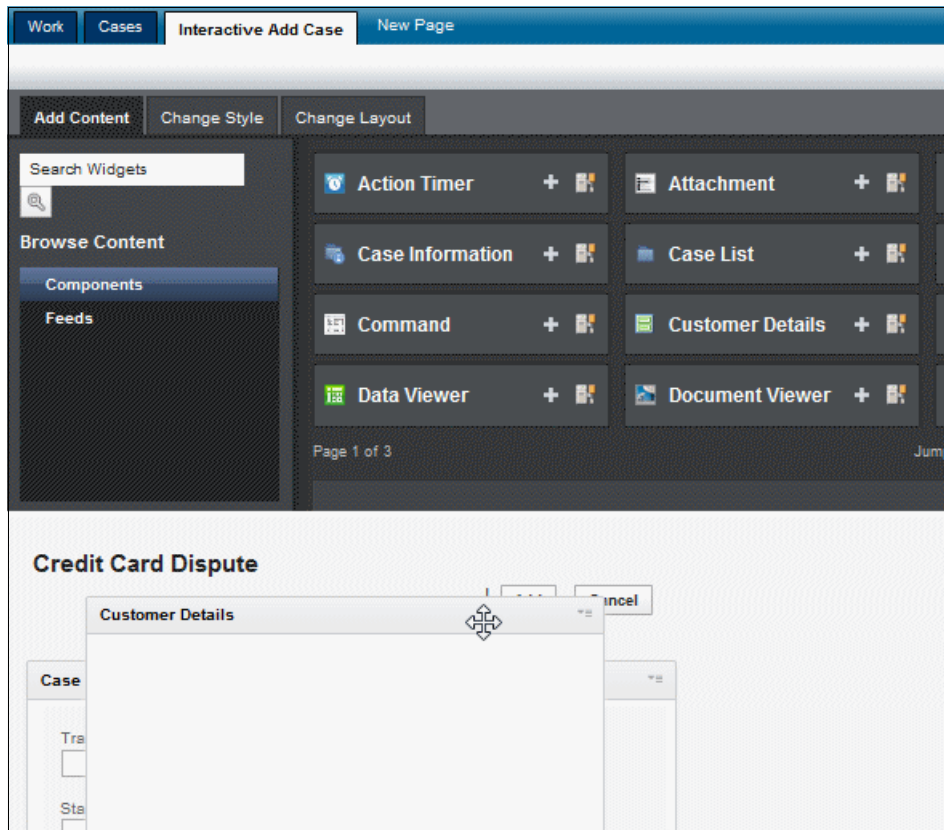 Work Cases Interactive Add Case New Page
Add Content Change Style Change Layout
Search Widgets
Browse Content
Components
Feeds
Action Timer Attachment
Case Information Case List
Command Customer Details
Data Viewer Document Viewer
Page 1 of 3
Credit Card Dispute
Customer Details
Case